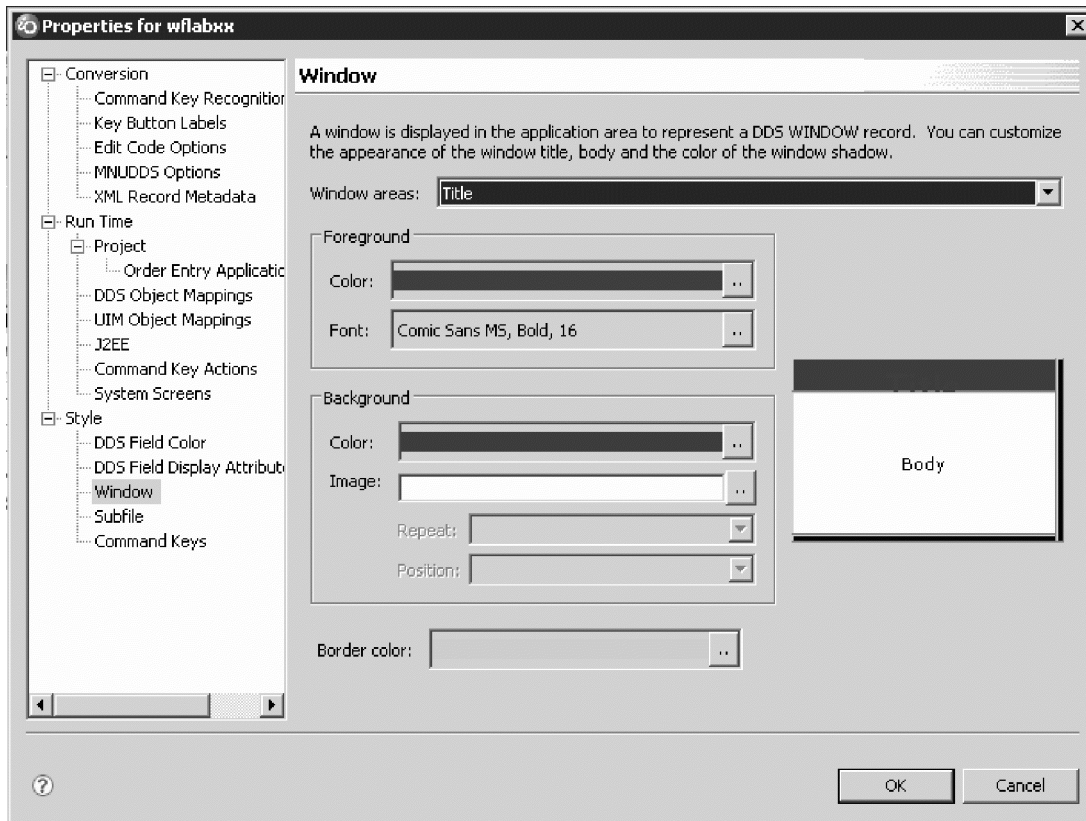 Properties for wflabxx
Conversion
Command Key Recognition
Key Button Labels
Edit Code Options
MNUDDS Options
XML Record Metadata
Run Time
Project
Order Entry Applicatic
DDS Object Mappings
UIM Object Mappings
J2EE
Command Key Actions
System Screens
Style
DDS Field Color
DDS Field Display Attribut
Window
Subfile
Command Keys
Window
A window is displayed in the application area to represent a DDS WINDOW record. You can customize
the appearance of the window title, body and the color of the window shadow.
Window areas: Title
Foreground
Color: ..
Font: Comic Sans MS, Bold, 16 ..
Background
Color: ..
Image: ..
Repeat:
Position:
Border color: ..
Body
? OK Cancel